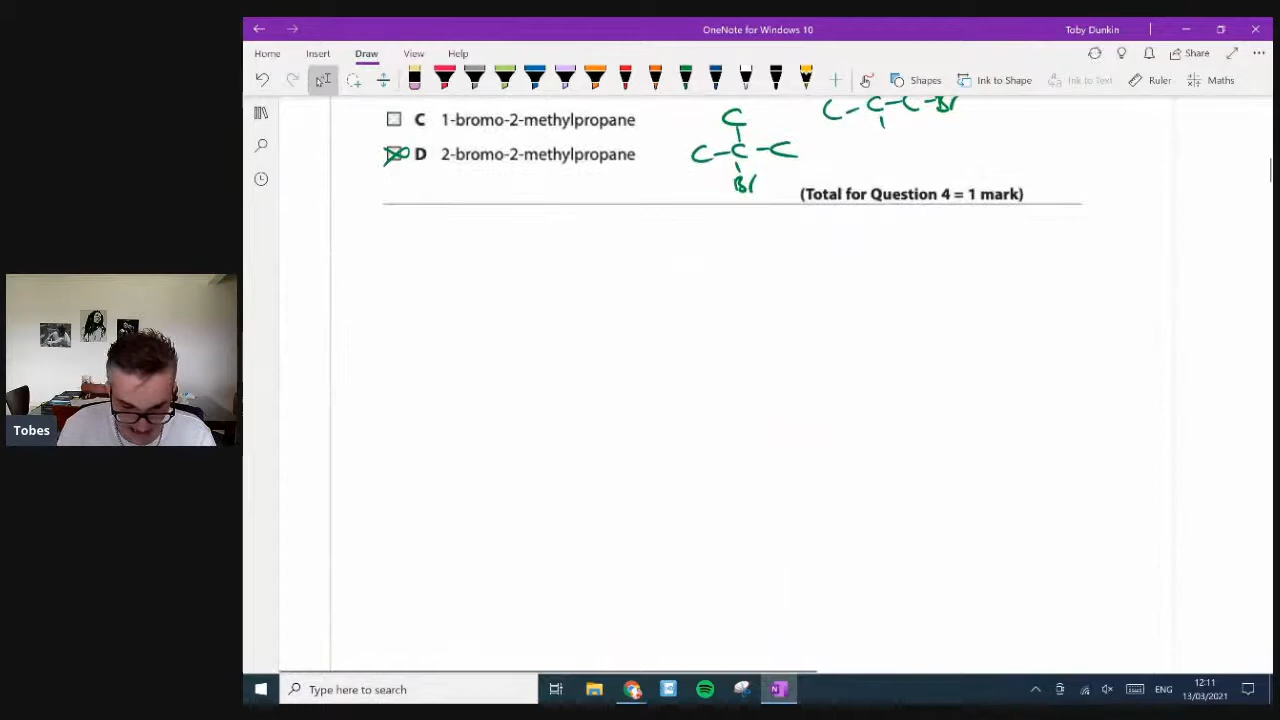 OneNote for Windows 10
Toby Dunkin
Home Insert Draw View Help
Share
Shapes Ink to Shape Ink to Text Ruler Maths
C-C-C-Br
C 1-bromo-2-methylpropane
C
D 2-bromo-2-methylpropane
C-C-C
Br
(Total for Question 4 = 1 mark)
Tobes
Type here to search
ENG
12:11
13/03/2021